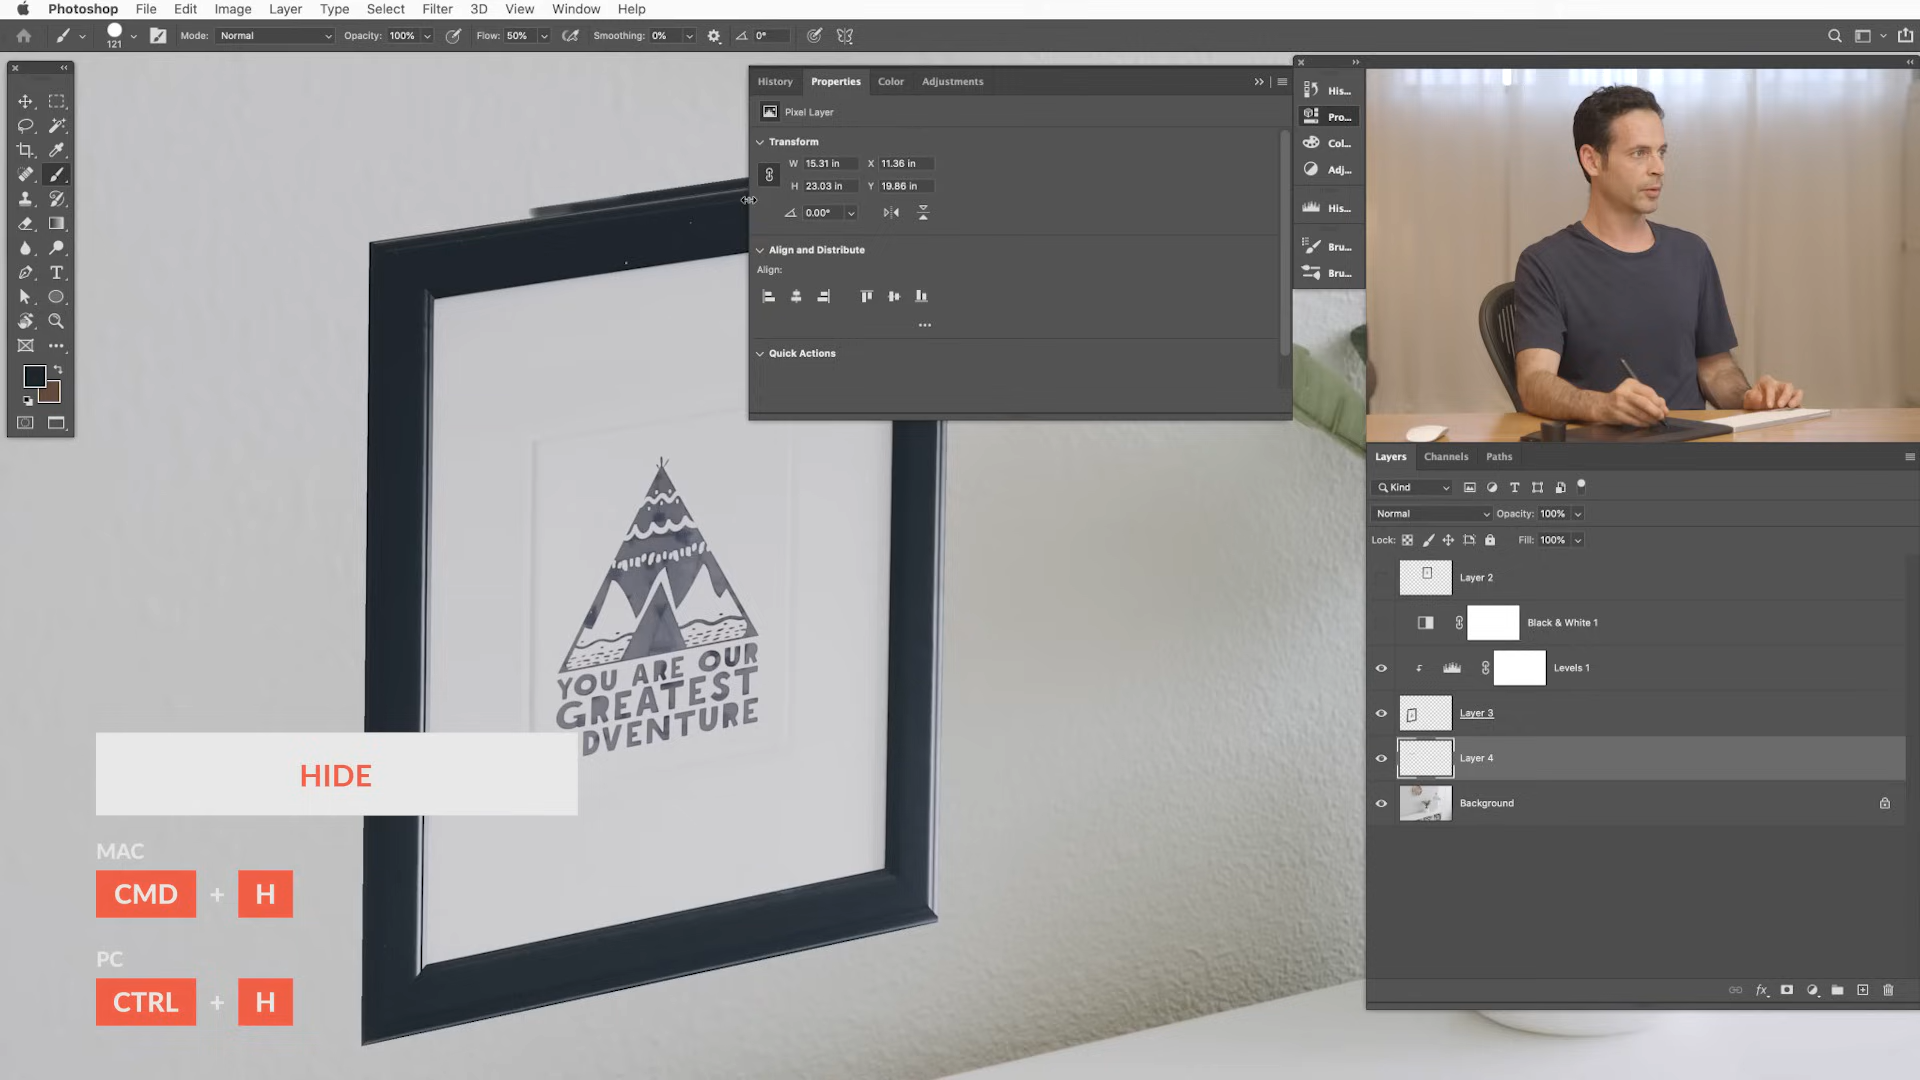 Photoshop File Edit Image Layer Type Select Filter 3D View Window Help
121 Mode: Normal Opacity: 100% Flow: 50% Smoothing: 0% 0°
History Properties Color Adjustments
Pixel Layer
Transform
W 15.31 in X 11.36 in
H 23.03 in Y 19.86 in
0.00°
Align and Distribute
Align:
Quick Actions
His...
Pro...
Col...
Adj...
His...
Bru...
Bru...
YOU ARE OUR
GREATEST
DVENTURE
HIDE
MAC
CMD + H
PC
CTRL + H
Layers Channels Paths
Kind
Normal Opacity: 100%
Lock: Fill: 100%
Layer 2
Black & White 1
Levels 1
Layer 3
Layer 4
Background
fx